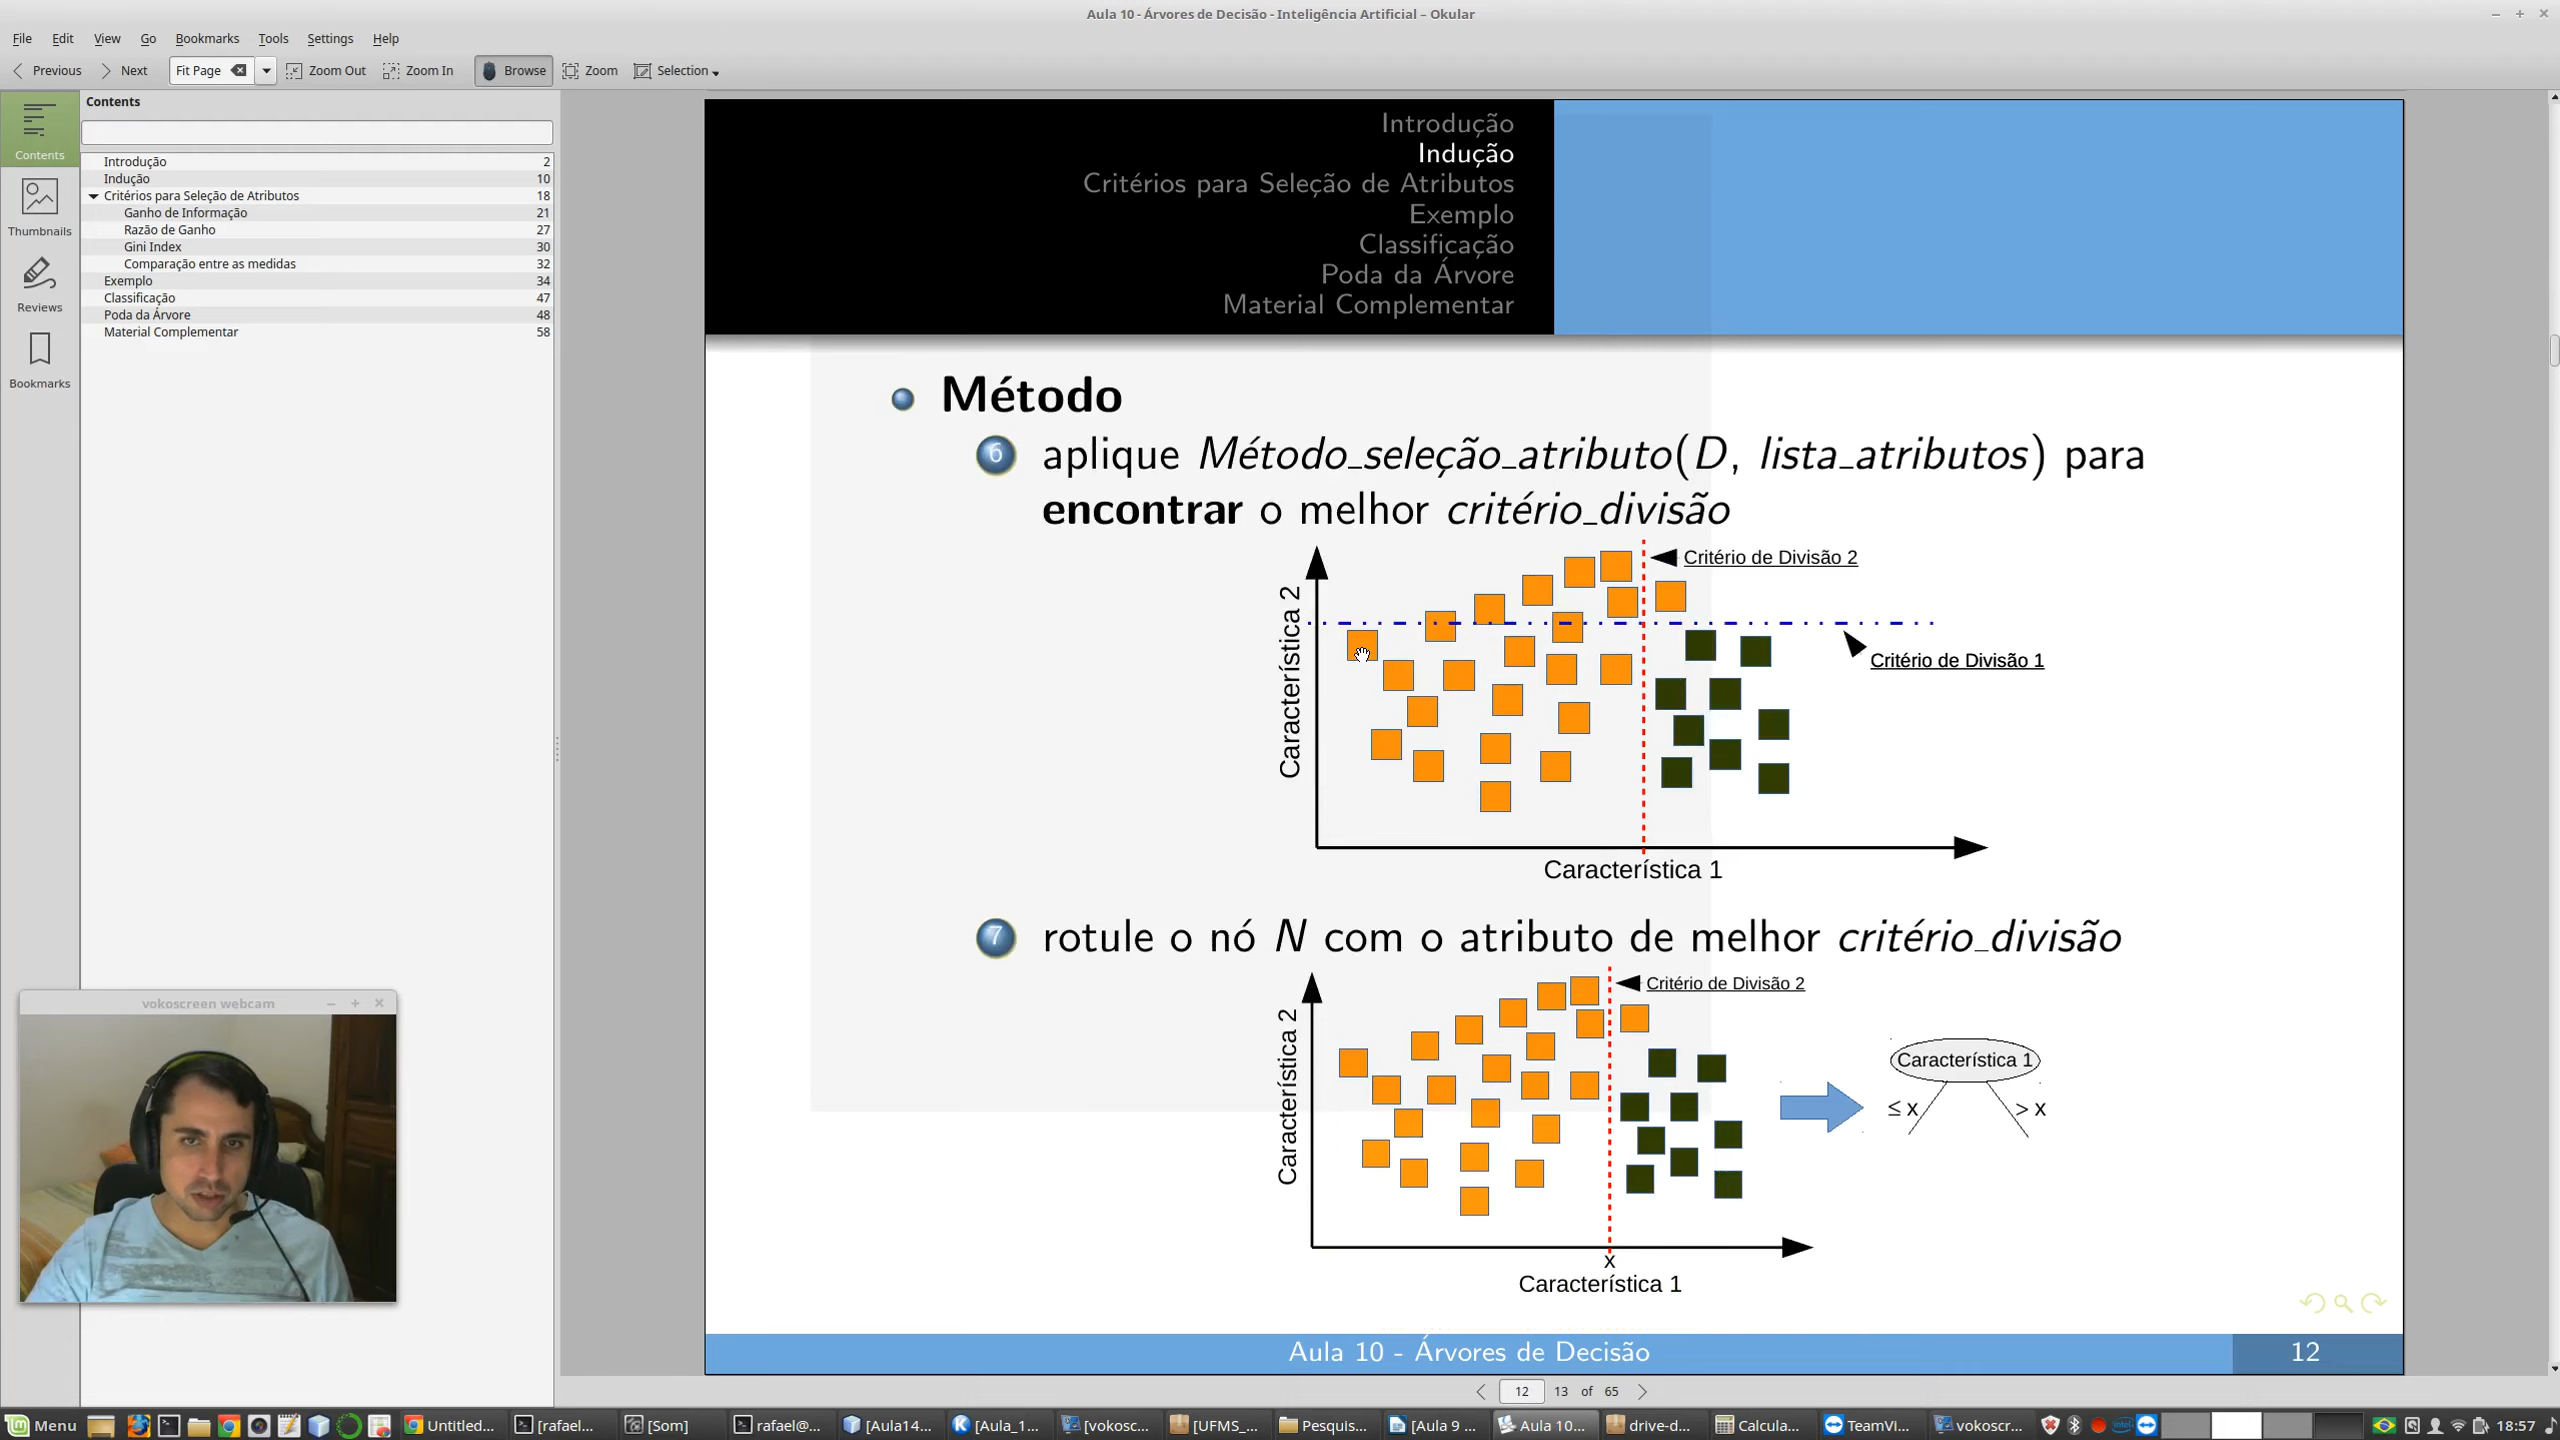 Aula 10 - Árvores de Decisão - Inteligência Artificial – Okular
File Edit View Go Bookmarks Tools Settings Help
Previous Next Fit Page Zoom Out Zoom In Browse Zoom Selection
Contents
Contents
Thumbnails
Reviews
Bookmarks
Introdução 2
Indução 10
Critérios para Seleção de Atributos 18
Ganho de Informação 21
Razão de Ganho 27
Gini Index 30
Comparação entre as medidas 32
Exemplo 34
Classificação 47
Poda da Árvore 48
Material Complementar 58
Introdução
Indução
Critérios para Seleção de Atributos
Exemplo
Classificação
Poda da Árvore
Material Complementar
Método
6 aplique Método_seleção_atributo(D, lista_atributos) para
encontrar o melhor critério_divisão
Critério de Divisão 2
Critério de Divisão 1
Característica 2
Característica 1
7 rotule o nó N com o atributo de melhor critério_divisão
Critério de Divisão 2
Característica 2
Característica 1
≤ x > x
x
Característica 1
vokoscreen webcam
Aula 10 - Árvores de Decisão 12
12 13 of 65
Menu Untitled... [rafael... [Som] rafael@... [Aula14... [Aula_1... [vokosc... [UFMS_... Pesquis... [Aula 9 ... Aula 10... drive-d... Calcula... TeamVi... vokoscr... 18:57